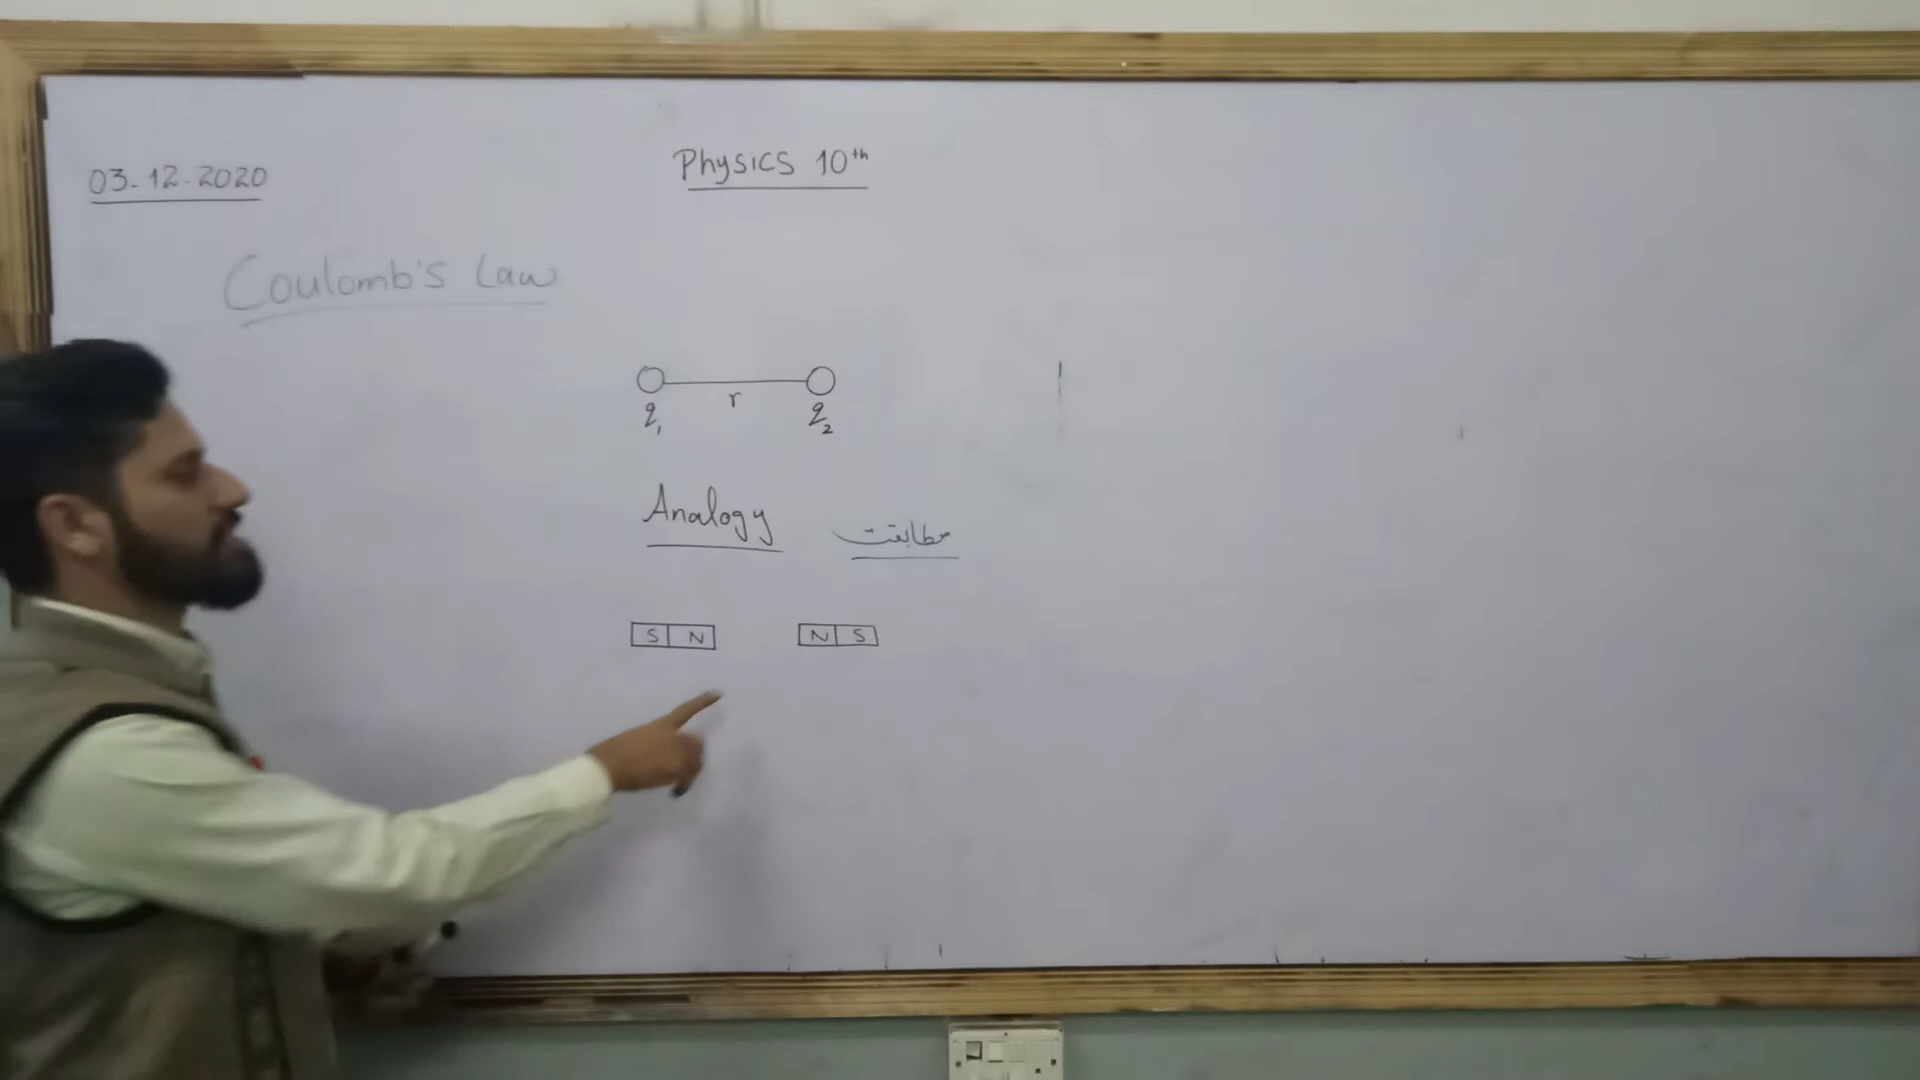 03-12-2020
Physics 10th
Coulomb's Law
r
q1 q2
Analogy مطابقت
S N N S